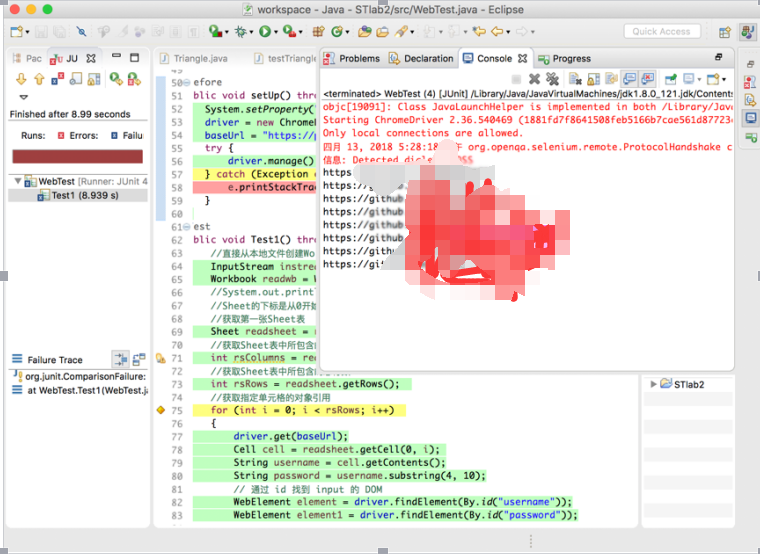 workspace - Java - STlab2/src/WebTest.java - Eclipse
Quick Access
Pac
JU
Finished after 8.99 seconds
Runs:
Errors:
Failu
WebTest [Runner: JUnit 4
Test1 (8.939 s)
Failure Trace
org.junit.ComparisonFailure:
at WebTest.Test1(WebTest.ja
Triangle.java
testTriangle
50 efore
51 blic void setUp() thro
52 System.setProperty(
53 driver = new Chrome
54 baseUrl = "https://p
55 try {
56 driver.manage()
57 } catch (Exception e
58 e.printStackTrac
59 }
60
61 est
62 blic void Test1() thro
63 //直接从本地文件创建Wo
64 InputStream instrea
65 Workbook readwb = W
66 //System.out.printl
67 //Sheet的下标是从0开始
68 //获取第一张Sheet表
69 Sheet readsheet = r
70 //获取Sheet表中所包含
71 int rsColumns = rea
72 //获取Sheet表中所包含
73 int rsRows = readsheet.getRows();
74 //获取指定单元格的对象引用
75 for (int i = 0; i < rsRows; i++)
76 {
77 driver.get(baseUrl);
78 Cell cell = readsheet.getCell(0, i);
79 String username = cell.getContents();
80 String password = username.substring(4, 10);
81 // 通过 id 找到 input 的 DOM
82 WebElement element = driver.findElement(By.id("username"));
83 WebElement element1 = driver.findElement(By.id("password"));
Problems
Declaration
Console
Progress
<terminated> WebTest (4) [JUnit] /Library/Java/JavaVirtualMachines/jdk1.8.0_121.jdk/Contents
objc[19091]: Class JavaLaunchHelper is implemented in both /Library/Jav
Starting ChromeDriver 2.36.540469 (1881fd7f8641508feb5166b7cae561d87723
Only local connections are allowed.
四月 13, 2018 5:28:18 org.openqa.selenium.remote.ProtocolHandshake c
信息: Detected dialect: OSS
https
https://github
https://github
https://github
https://github
https://github
https://github
https://git
STlab2